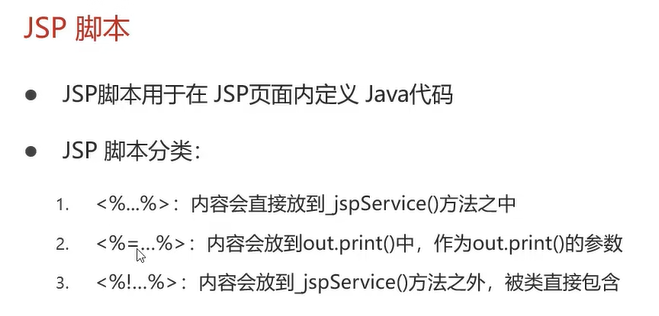 JSP 脚本
JSP脚本用于在 JSP页面内定义 Java代码
JSP 脚本分类：
1. <%...%>：内容会直接放到_jspService()方法之中
2. <%=…%>：内容会放到out.print()中，作为out.print()的参数
3. <%!...%>：内容会放到_jspService()方法之外，被类直接包含